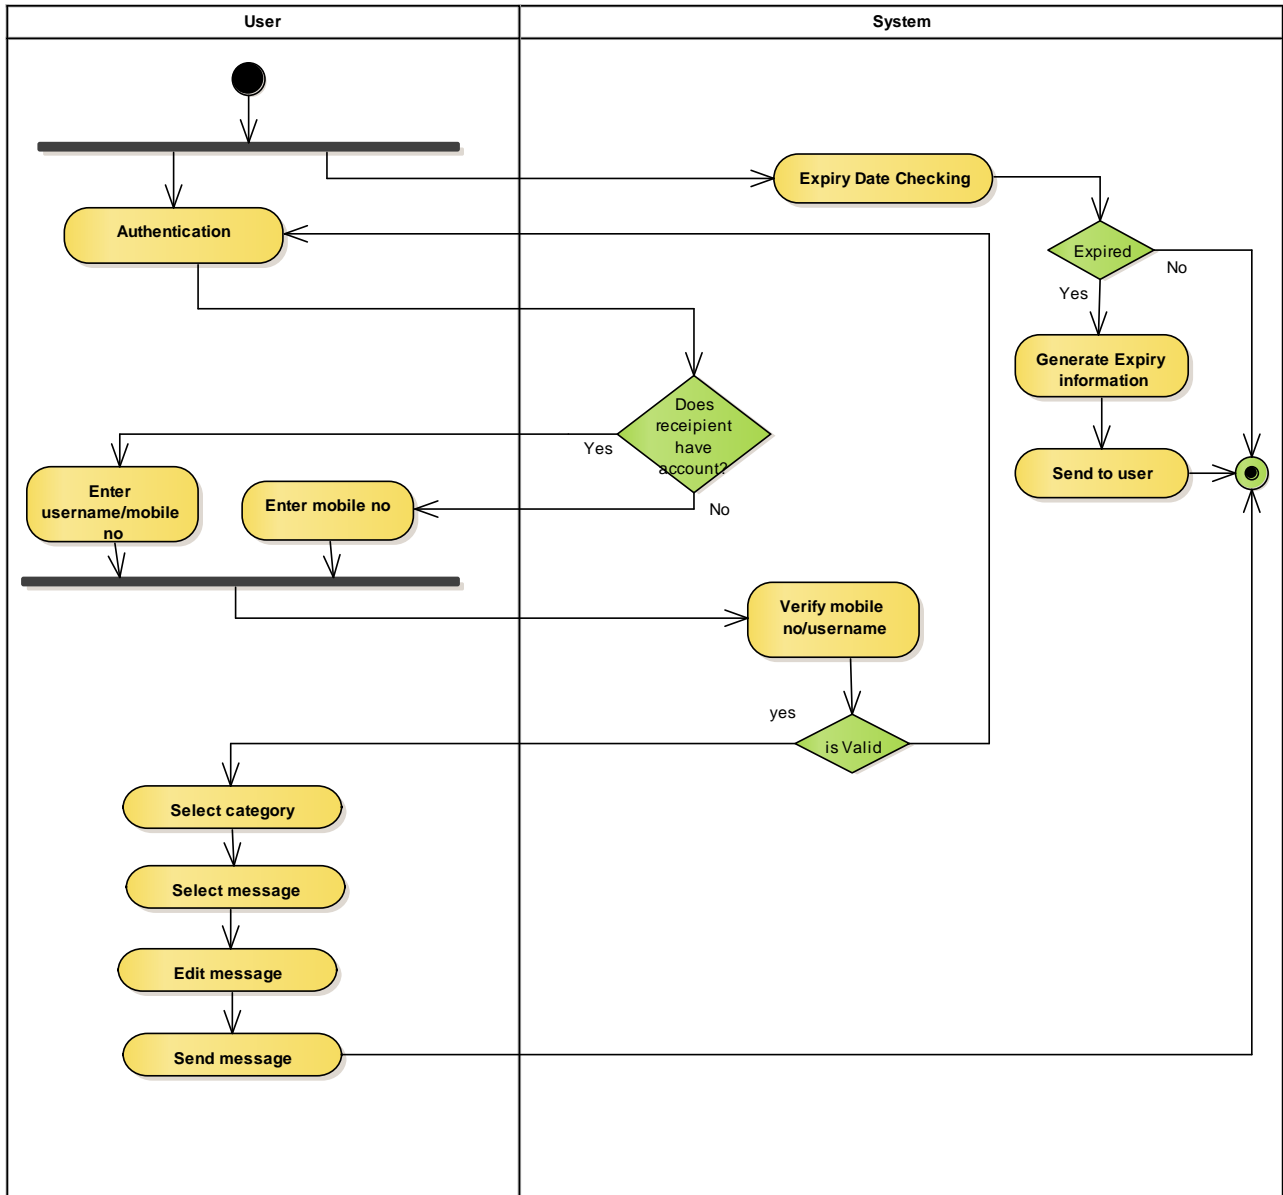 User
System
Expiry Date Checking
Authentication
Expired
No
Yes
Generate Expiry
information
Does
receipient
have
account?
Yes
Send to user
Enter
username/mobile
no
Enter mobile no
No
Verify mobile
no/username
yes
is Valid
Select category
Select message
Edit message
Send message